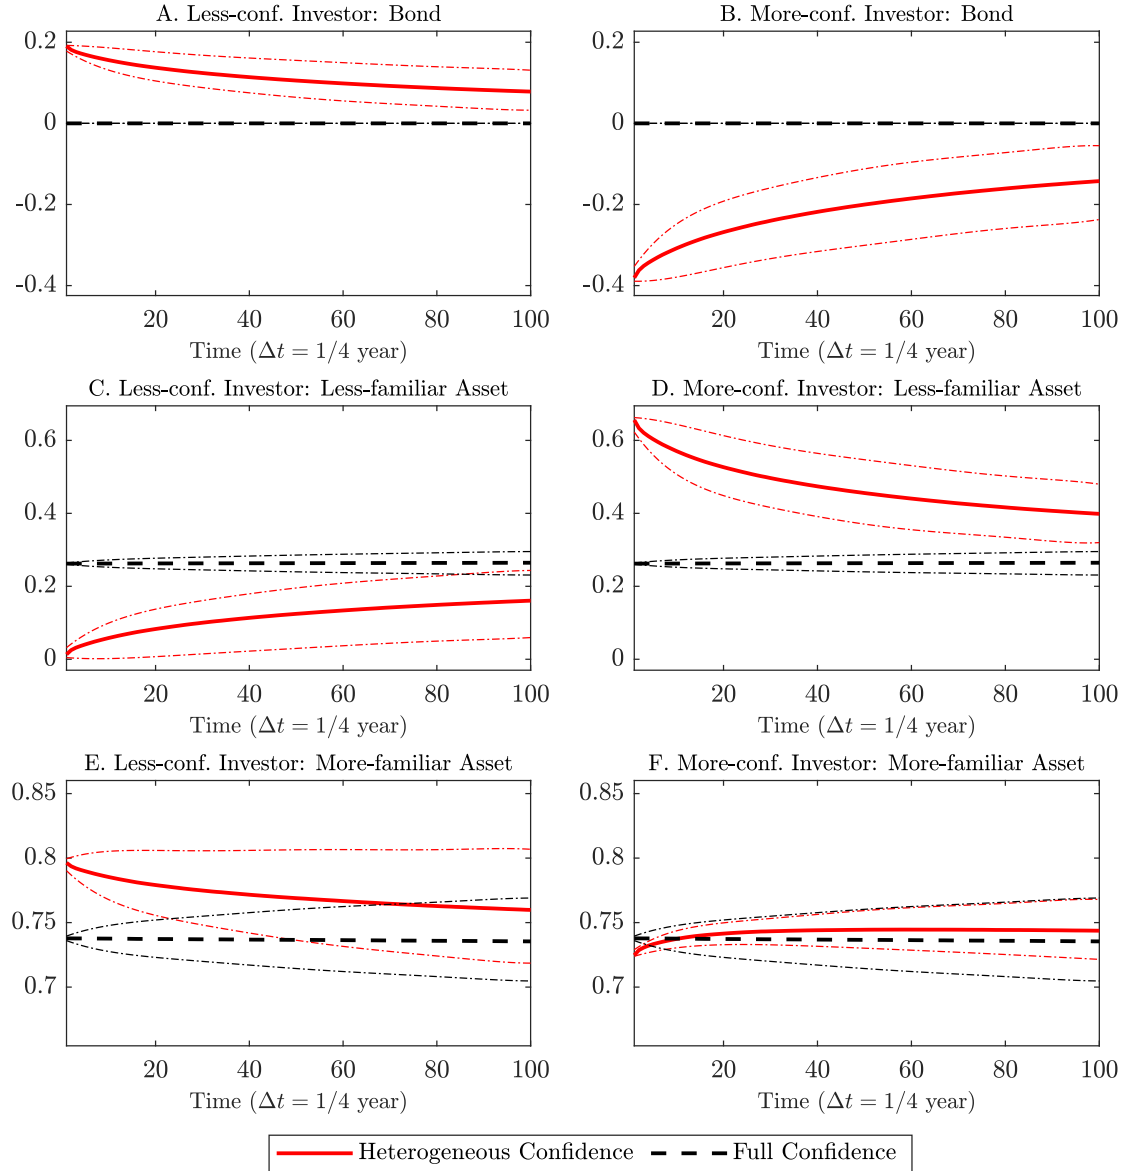 A. Less-conf. Investor: Bond
0.2
0
-0.2
-0.4
20 40 60 80 100
Time (Δt = 1/4 year)
B. More-conf. Investor: Bond
0.2
0
-0.2
-0.4
20 40 60 80 100
Time (Δt = 1/4 year)
C. Less-conf. Investor: Less-familiar Asset
0.6
0.4
0.2
0
20 40 60 80 100
Time (Δt = 1/4 year)
D. More-conf. Investor: Less-familiar Asset
0.6
0.4
0.2
0
20 40 60 80 100
Time (Δt = 1/4 year)
E. Less-conf. Investor: More-familiar Asset
0.85
0.8
0.75
0.7
20 40 60 80 100
Time (Δt = 1/4 year)
F. More-conf. Investor: More-familiar Asset
0.85
0.8
0.75
0.7
20 40 60 80 100
Time (Δt = 1/4 year)
Heterogeneous Confidence Full Confidence